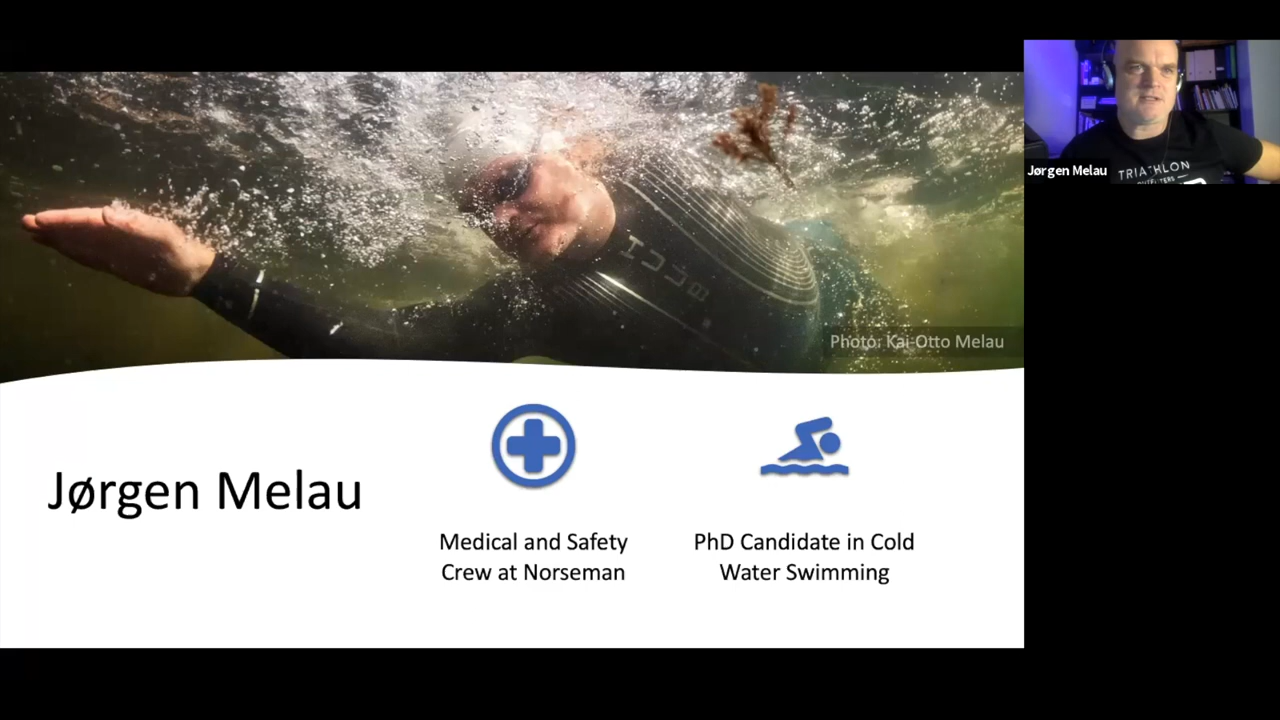 Photo: Kai-Otto Melau
Jørgen Melau
Medical and Safety
Crew at Norseman
PhD Candidate in Cold
Water Swimming
Jørgen Melau
TRIATHLON